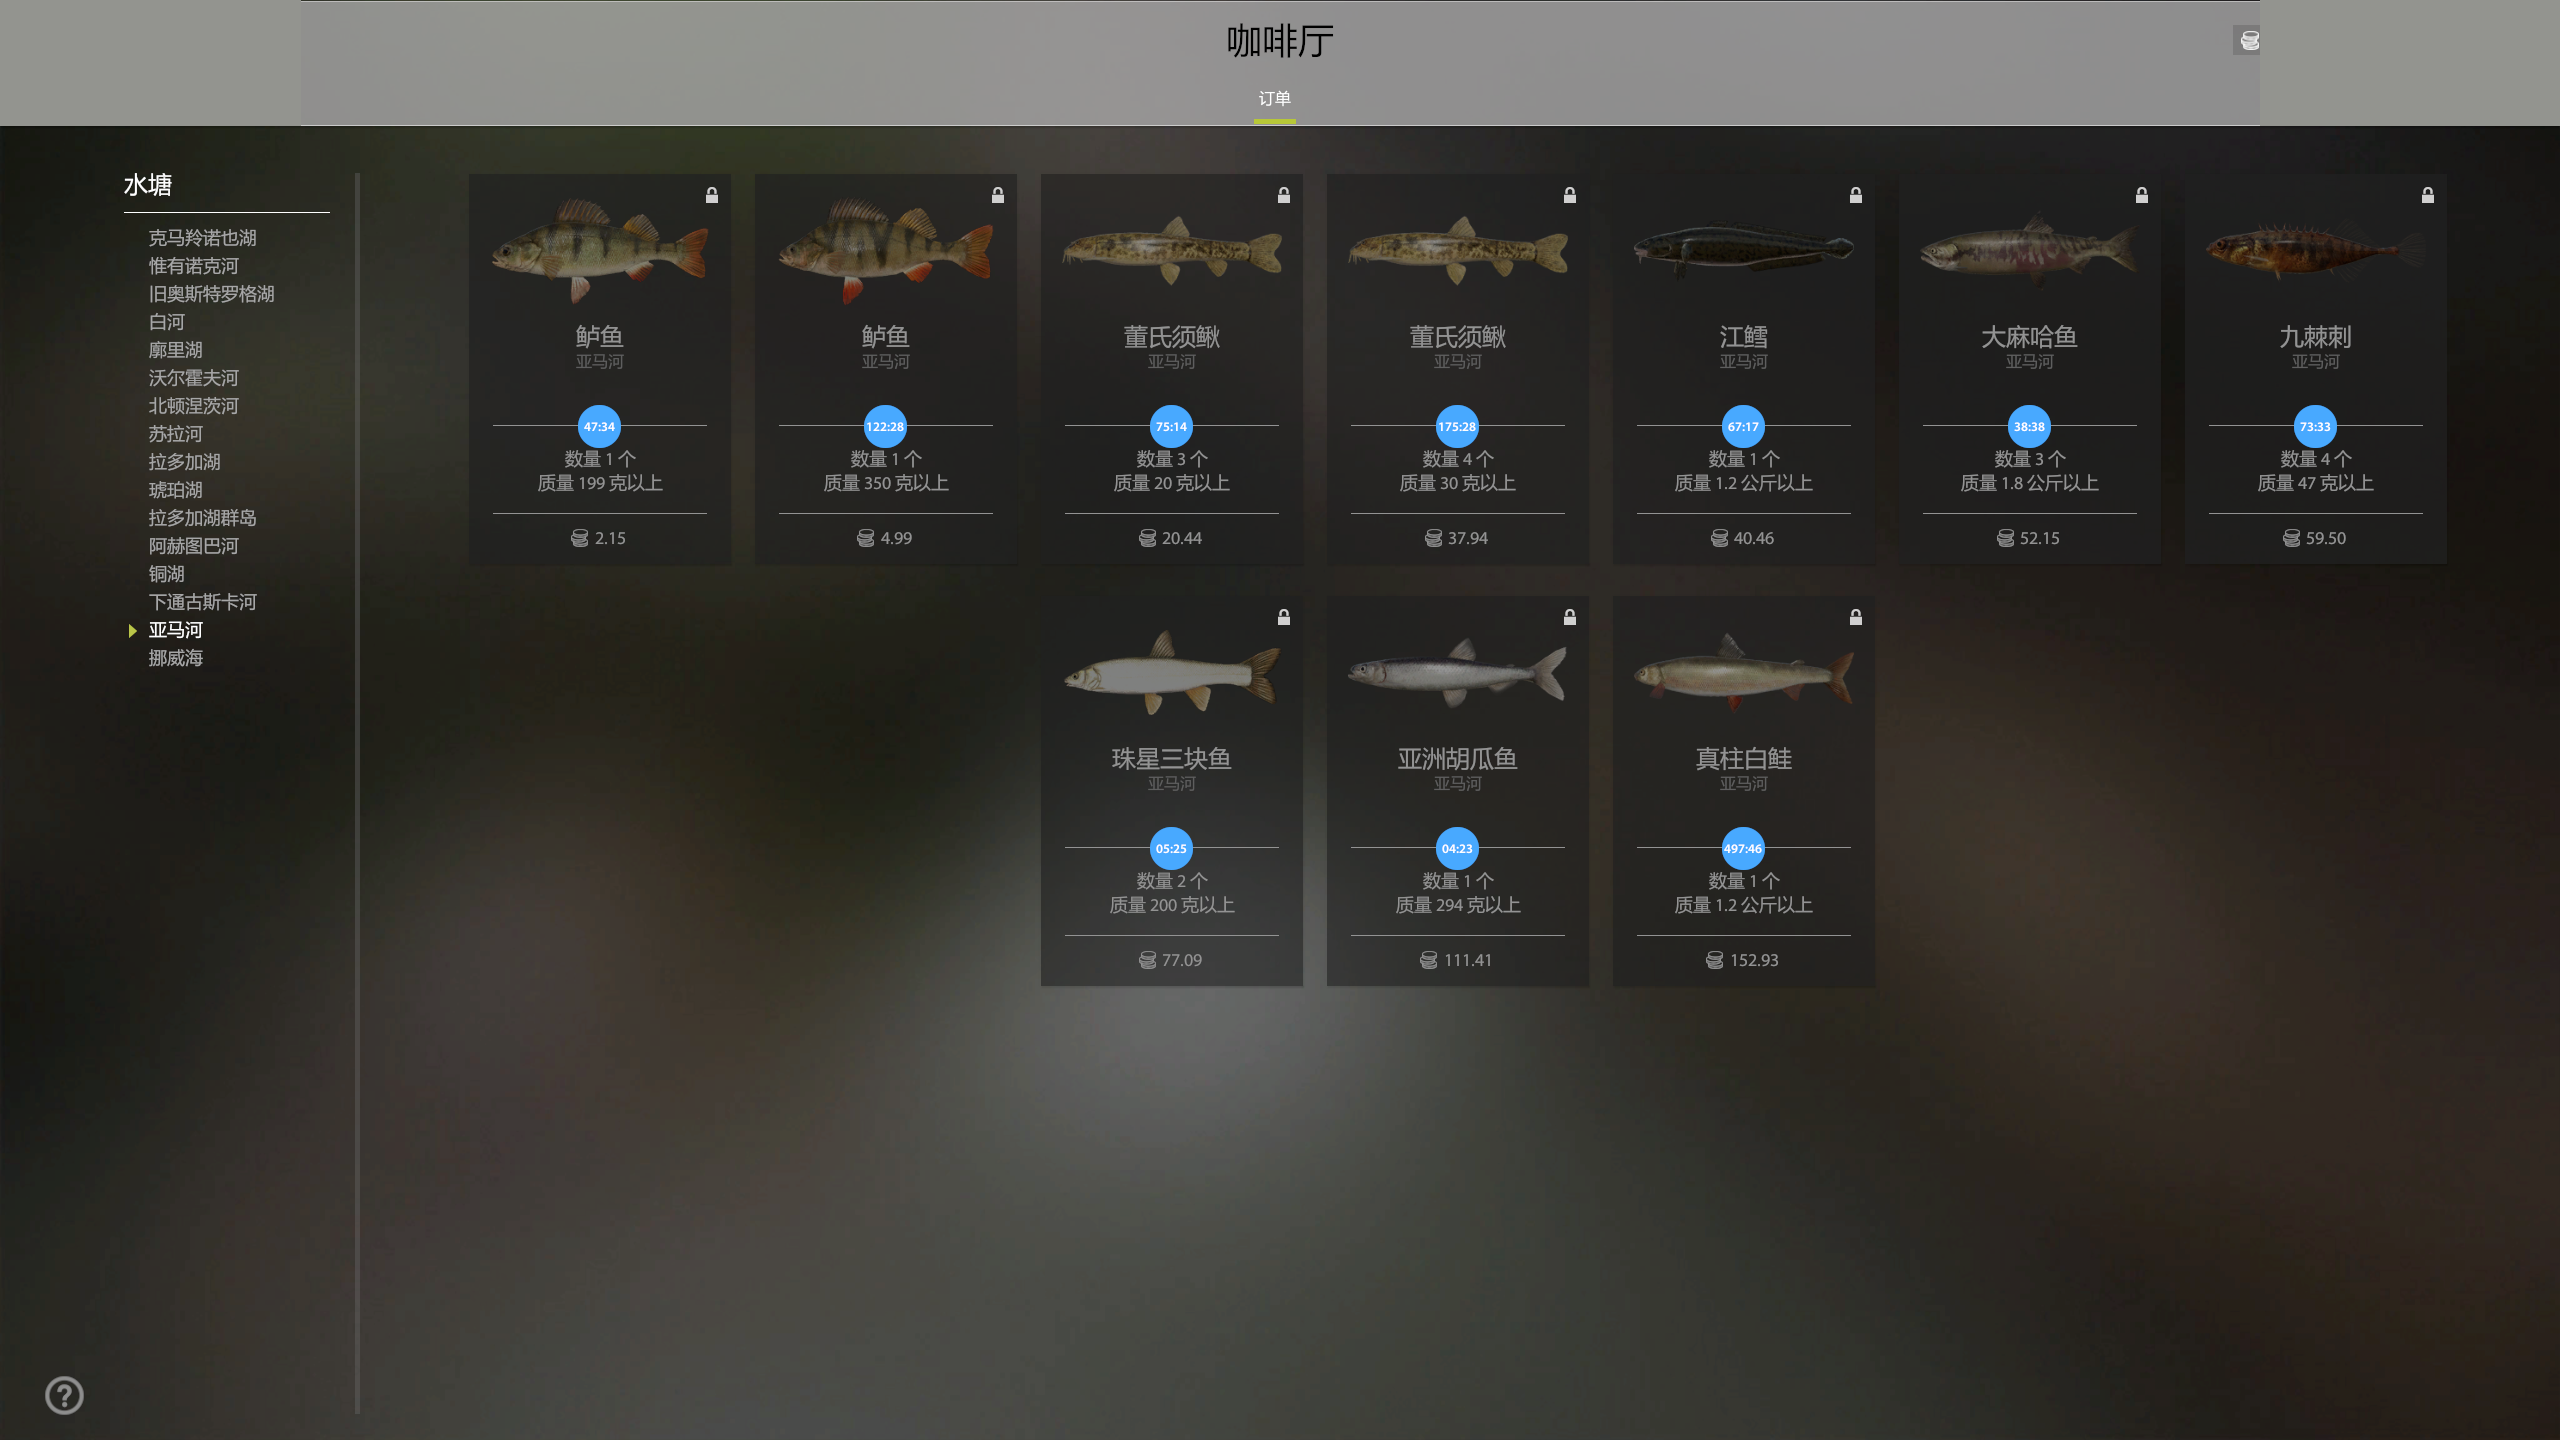 咖啡厅
订单
水塘
克马羚诺也湖
惟有诺克河
旧奥斯特罗格湖
白河
廓里湖
沃尔霍夫河
北顿涅茨河
苏拉河
拉多加湖
琥珀湖
拉多加湖群岛
阿赫图巴河
铜湖
下通古斯卡河
亚马河
挪威海
鲈鱼
亚马河
47:34
数量 1 个
质量 199 克以上
2.15
鲈鱼
亚马河
122:28
数量 1 个
质量 350 克以上
4.99
董氏须鳅
亚马河
75:14
数量 3 个
质量 20 克以上
20.44
董氏须鳅
亚马河
175:28
数量 4 个
质量 30 克以上
37.94
江鳕
亚马河
67:17
数量 1 个
质量 1.2 公斤以上
40.46
大麻哈鱼
亚马河
38:38
数量 3 个
质量 1.8 公斤以上
52.15
九棘刺
亚马河
73:33
数量 4 个
质量 47 克以上
59.50
珠星三块鱼
亚马河
05:25
数量 2 个
质量 200 克以上
77.09
亚洲胡瓜鱼
亚马河
04:23
数量 1 个
质量 294 克以上
111.41
真柱白鲑
亚马河
497:46
数量 1 个
质量 1.2 公斤以上
152.93
?